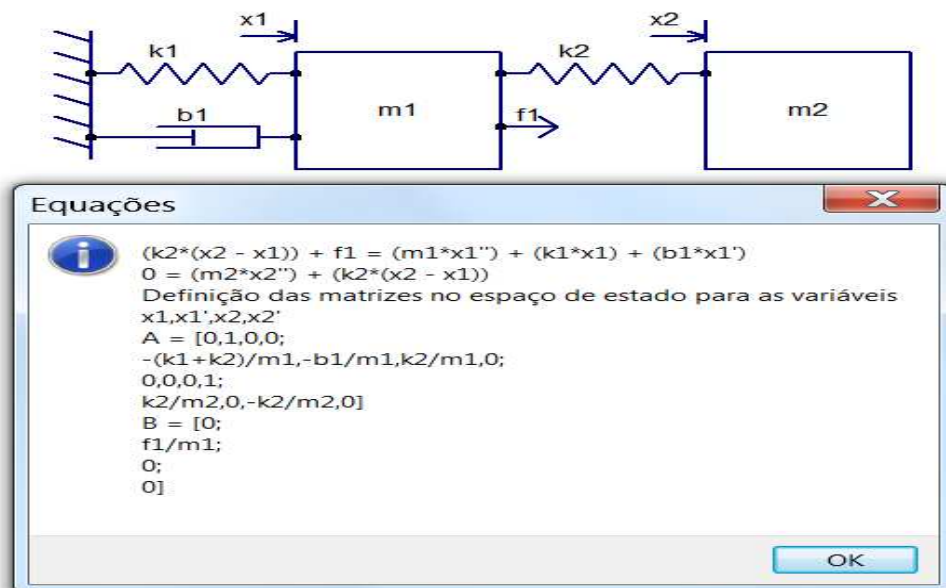 x1 x2
k1 k2
b1 m1 f1 m2
Equações
(k2*(x2 - x1)) + f1 = (m1*x1'') + (k1*x1) + (b1*x1')
0 = (m2*x2'') + (k2*(x2 - x1))
Definição das matrizes no espaço de estado para as variáveis
x1,x1',x2,x2'
A = [0,1,0,0;
-(k1+k2)/m1,-b1/m1,k2/m1,0;
0,0,0,1;
k2/m2,0,-k2/m2,0]
B = [0;
f1/m1;
0;
0]
OK